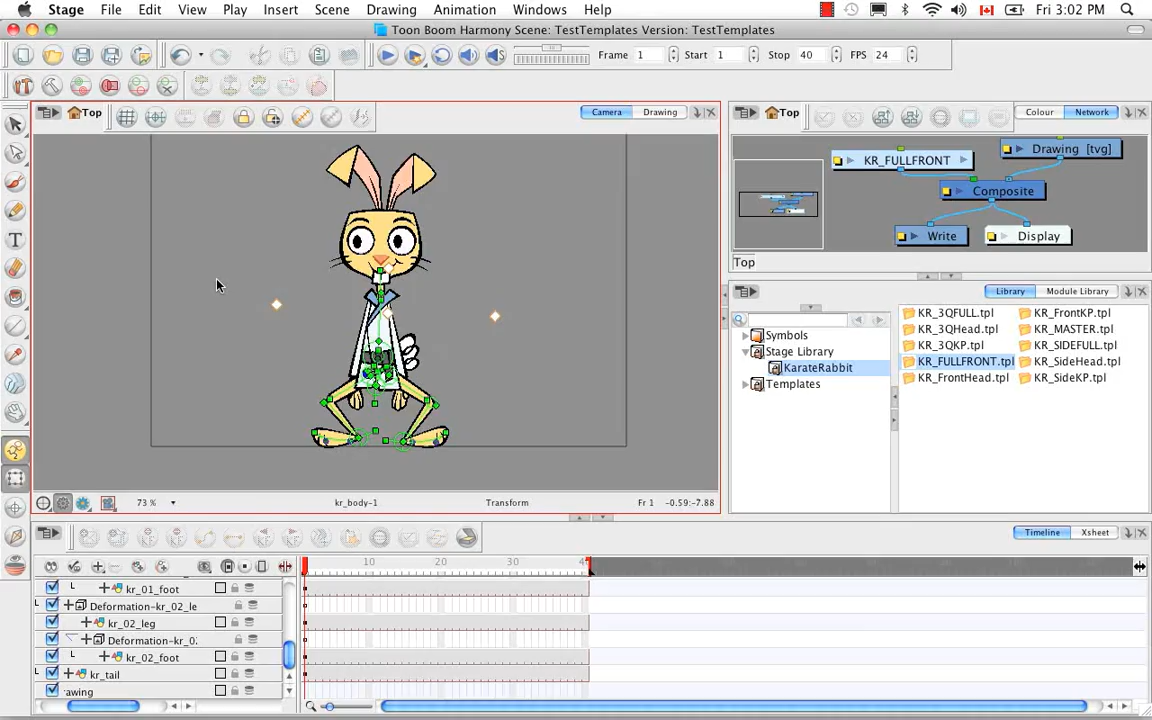 Stage File Edit View Play Insert Scene Drawing Animation Windows Help Fri 3:02 PM
Toon Boom Harmony Scene: TestTemplates Version: TestTemplates
Frame 1 Start 1 Stop 40 FPS 24
Top Camera Drawing
Top Colour Network
KR_FULLFRONT Drawing [tvg]
Composite
Write Display
Top
Library Module Library
Symbols
Stage Library
KarateRabbit
Templates
KR_3QFULL.tpl KR_FrontKP.tpl
KR_3QHead.tpl KR_MASTER.tpl
KR_3QKP.tpl KR_SIDEFULL.tpl
KR_FULLFRONT.tpl KR_SideHead.tpl
KR_FrontHead.tpl KR_SideKP.tpl
73 % kr_body-1 Transform Fr 1 -0.59:-7.88
Timeline Xsheet
10 20 30
kr_01_foot
Deformation-kr_02_le
kr_02_leg
Deformation-kr_0
kr_02_foot
kr_tail
rawing